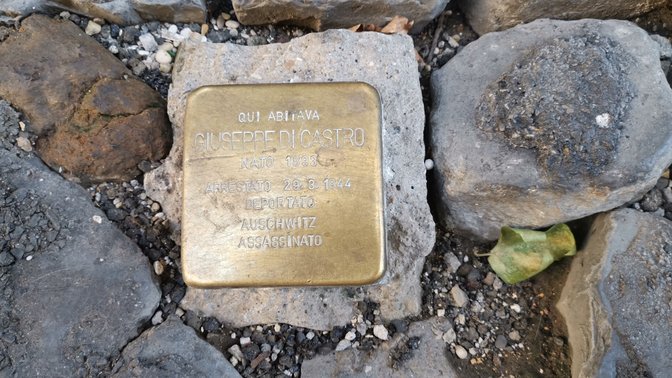 QUI ABITAVA
GIUSEPPE DI CASTRO
NATO
ARRESTATO 29.3.1944
DEPORTATO
AUSCHWITZ
ASSASSINATO